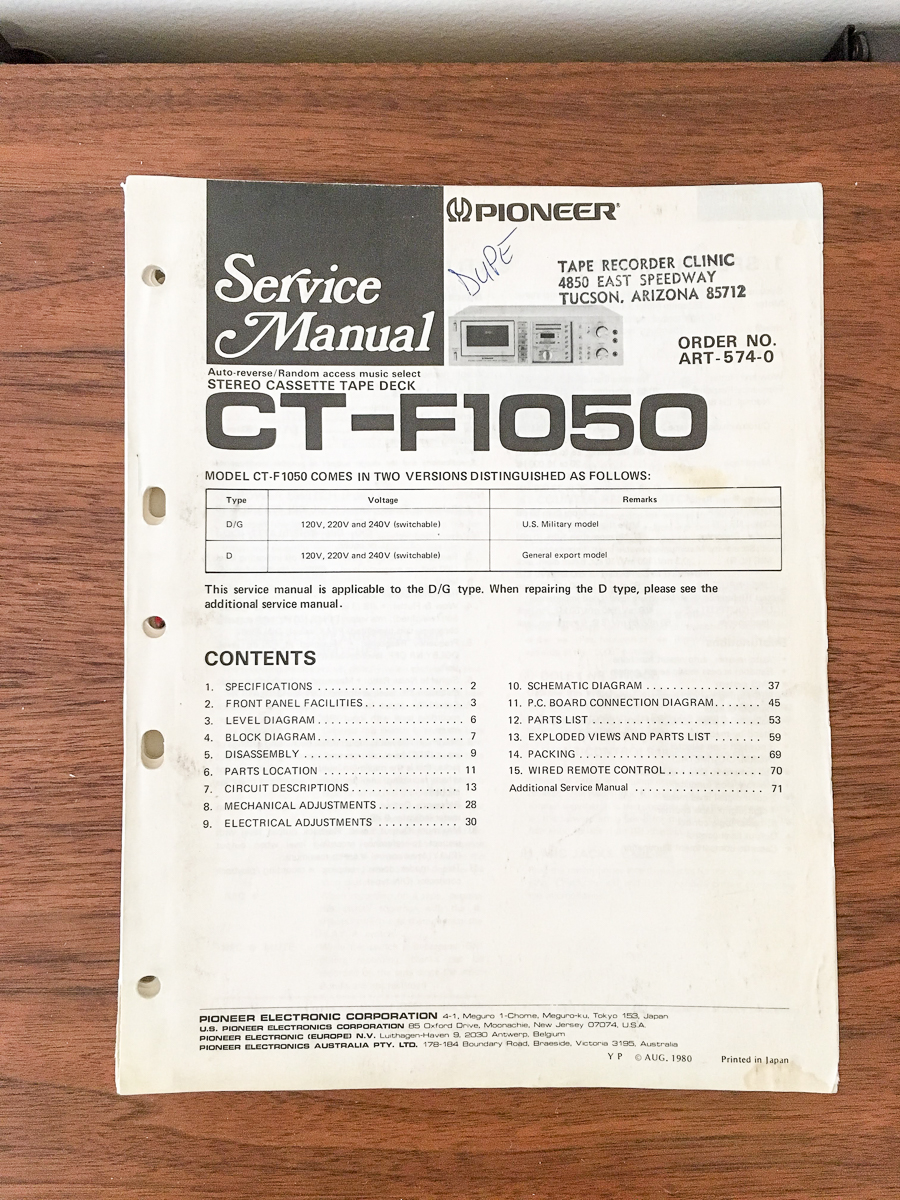 PIONEER®
Service
Manual
DUPE
TAPE RECORDER CLINIC
4850 EAST SPEEDWAY
TUCSON, ARIZONA 85712
ORDER NO.
ART-574-0
Auto-reverse/Random access music select
STEREO CASSETTE TAPE DECK
CT-F1050
MODEL CT-F1050 COMES IN TWO VERSIONS DISTINGUISHED AS FOLLOWS:
Type Voltage Remarks
D/G 120V, 220V and 240V (switchable) U.S. Military model
D 120V, 220V and 240V (switchable) General export model
This service manual is applicable to the D/G type. When repairing the D type, please see the
additional service manual.
CONTENTS
1. SPECIFICATIONS . . . . . . . . . . . . . . . . . . . . . . 2
2. FRONT PANEL FACILITIES . . . . . . . . . . . . . . . 3
3. LEVEL DIAGRAM . . . . . . . . . . . . . . . . . . . . . . 6
4. BLOCK DIAGRAM . . . . . . . . . . . . . . . . . . . . . . 7
5. DISASSEMBLY . . . . . . . . . . . . . . . . . . . . . . . . 9
6. PARTS LOCATION . . . . . . . . . . . . . . . . . . . . . 11
7. CIRCUIT DESCRIPTIONS . . . . . . . . . . . . . . . . 13
8. MECHANICAL ADJUSTMENTS . . . . . . . . . . . . 28
9. ELECTRICAL ADJUSTMENTS . . . . . . . . . . . . 30
10. SCHEMATIC DIAGRAM . . . . . . . . . . . . . . . . . 37
11. P.C. BOARD CONNECTION DIAGRAM . . . . . . . 45
12. PARTS LIST . . . . . . . . . . . . . . . . . . . . . . . . . 53
13. EXPLODED VIEWS AND PARTS LIST . . . . . . . 59
14. PACKING . . . . . . . . . . . . . . . . . . . . . . . . . . . 69
15. WIRED REMOTE CONTROL . . . . . . . . . . . . . . 70
Additional Service Manual . . . . . . . . . . . . . . . . . . . 71
PIONEER ELECTRONIC CORPORATION 4-1, Meguro 1-Chome, Meguro-ku, Tokyo 153, Japan
U.S. PIONEER ELECTRONICS CORPORATION 85 Oxford Drive, Moonachie, New Jersey 07074, U.S.A.
PIONEER ELECTRONIC (EUROPE) N.V. Luithagen-Haven 9, 2030 Antwerp, Belgium
PIONEER ELECTRONICS AUSTRALIA PTY. LTD. 178-184 Boundary Road, Braeside, Victoria 3195, Australia
Y P © AUG. 1980 Printed in Japan